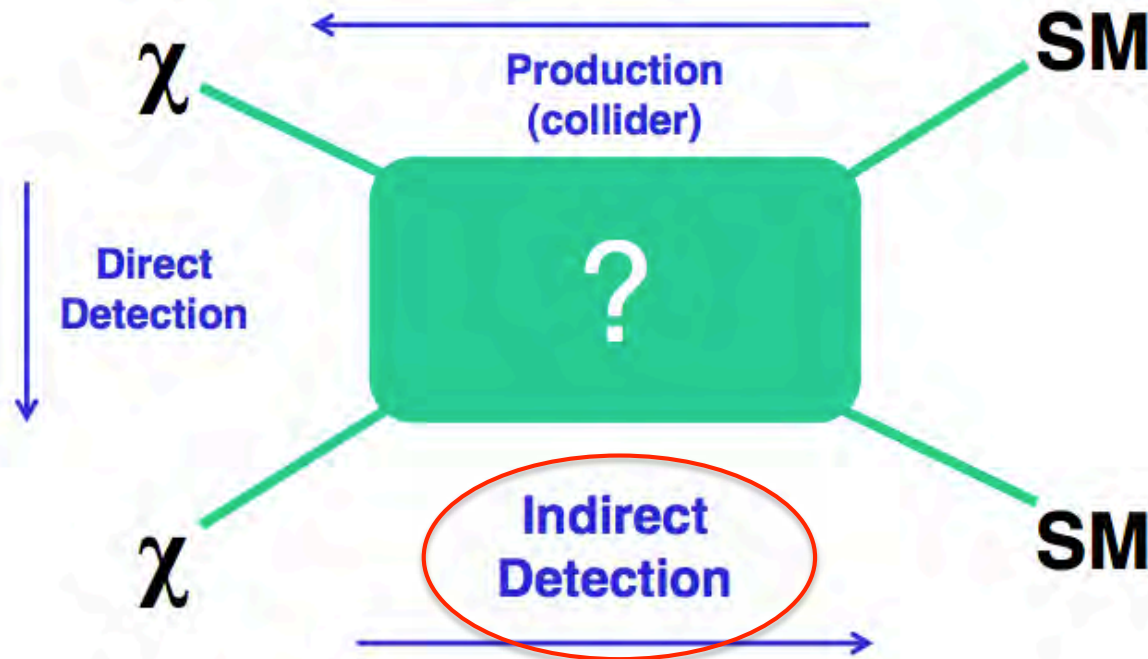 χ
Production
(collider)
SM
Direct
Detection
?
χ
Indirect
Detection
SM